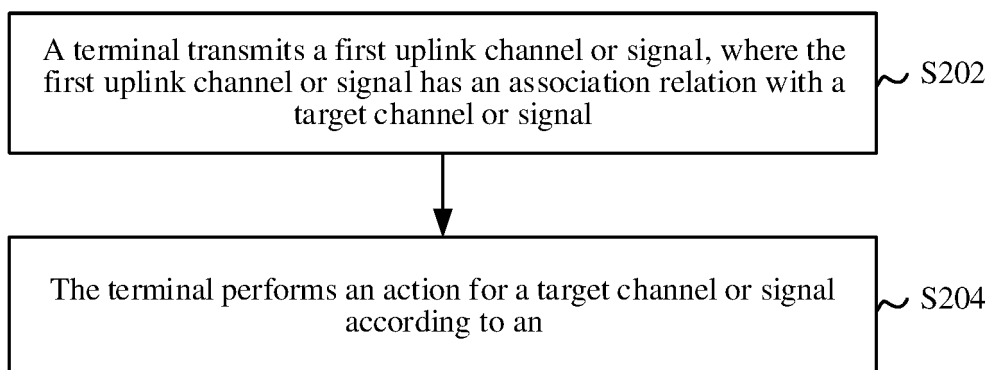 A terminal transmits a first uplink channel or signal, where the
first uplink channel or signal has an association relation with a
target channel or signal
S202
The terminal performs an action for a target channel or signal
according to an
S204